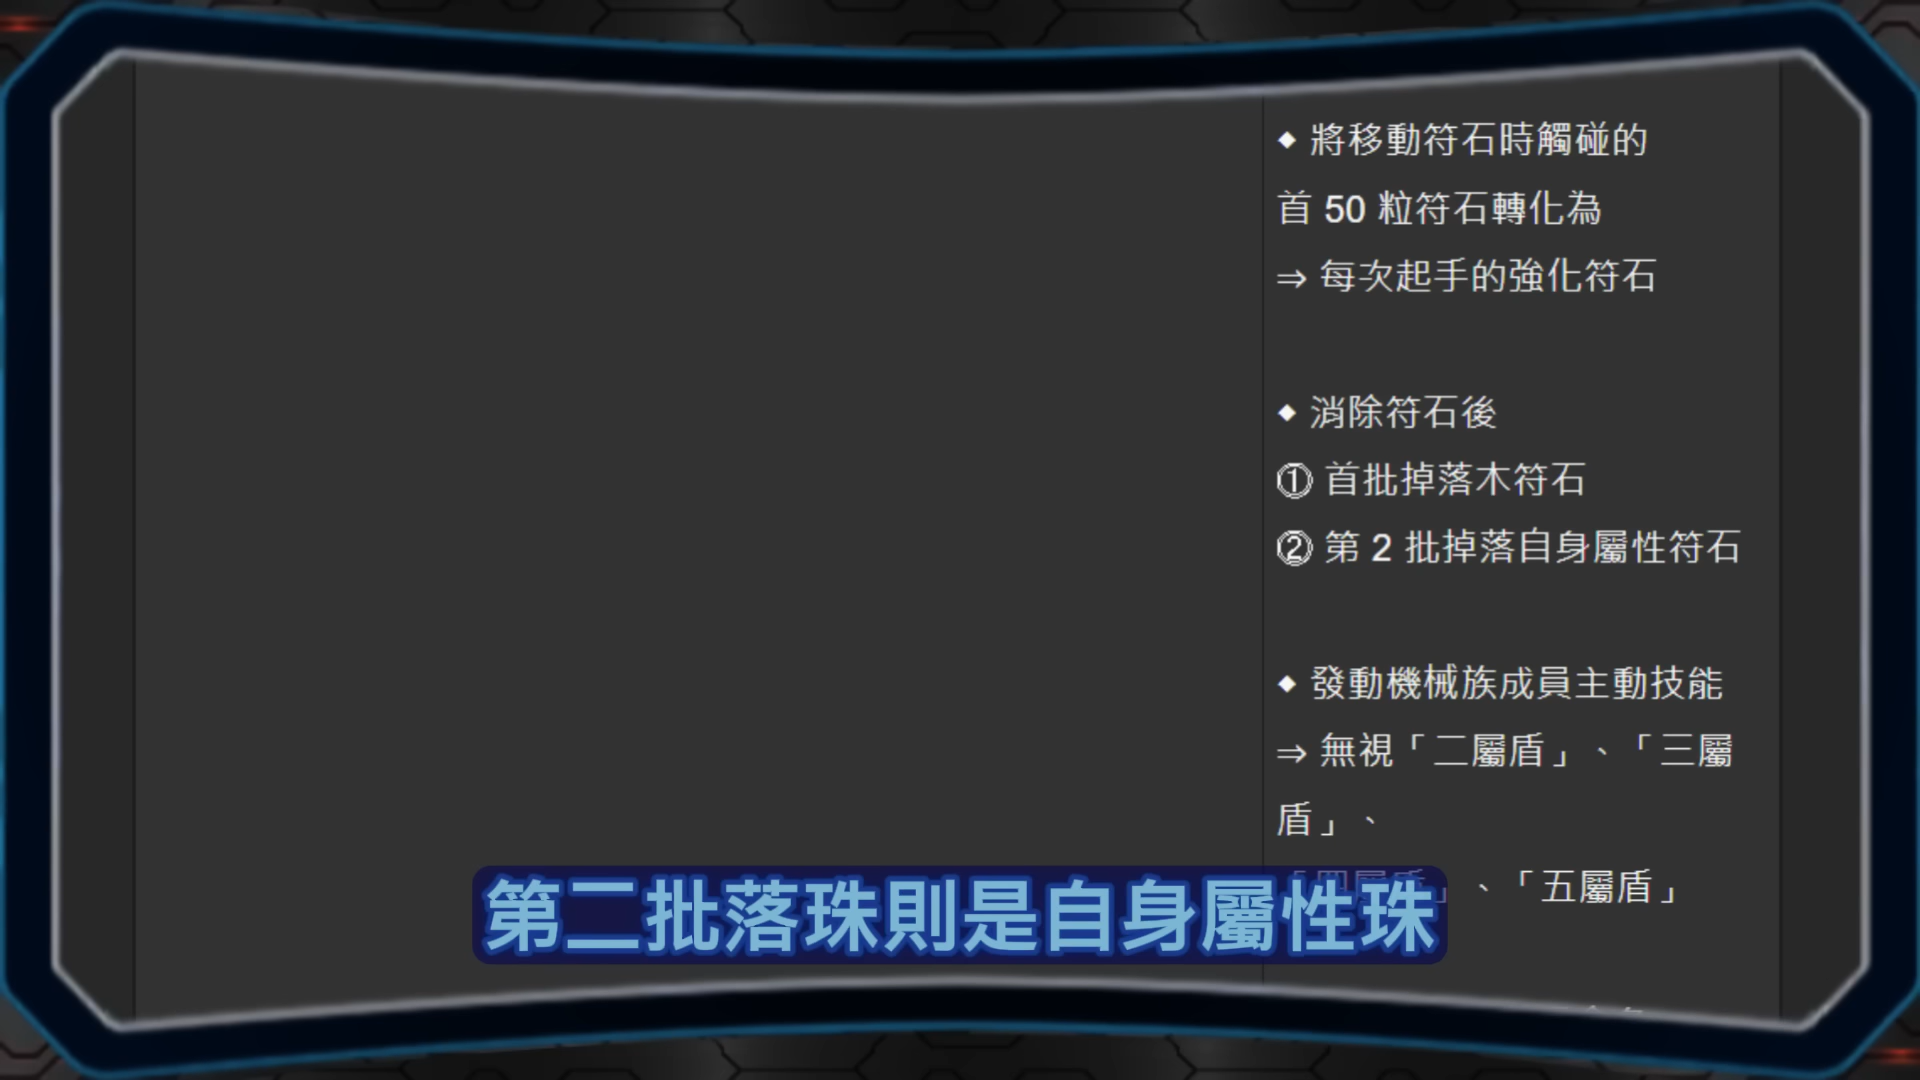 ◆ 將移動符石時觸碰的
首 50 粒符石轉化為
⇒ 每次起手的強化符石
◆ 消除符石後
① 首批掉落木符石
② 第 2 批掉落自身屬性符石
◆ 發動機械族成員主動技能
⇒ 無視「二屬盾」、「三屬
盾」、
「四屬盾」、「五屬盾」
第二批落珠則是自身屬性珠